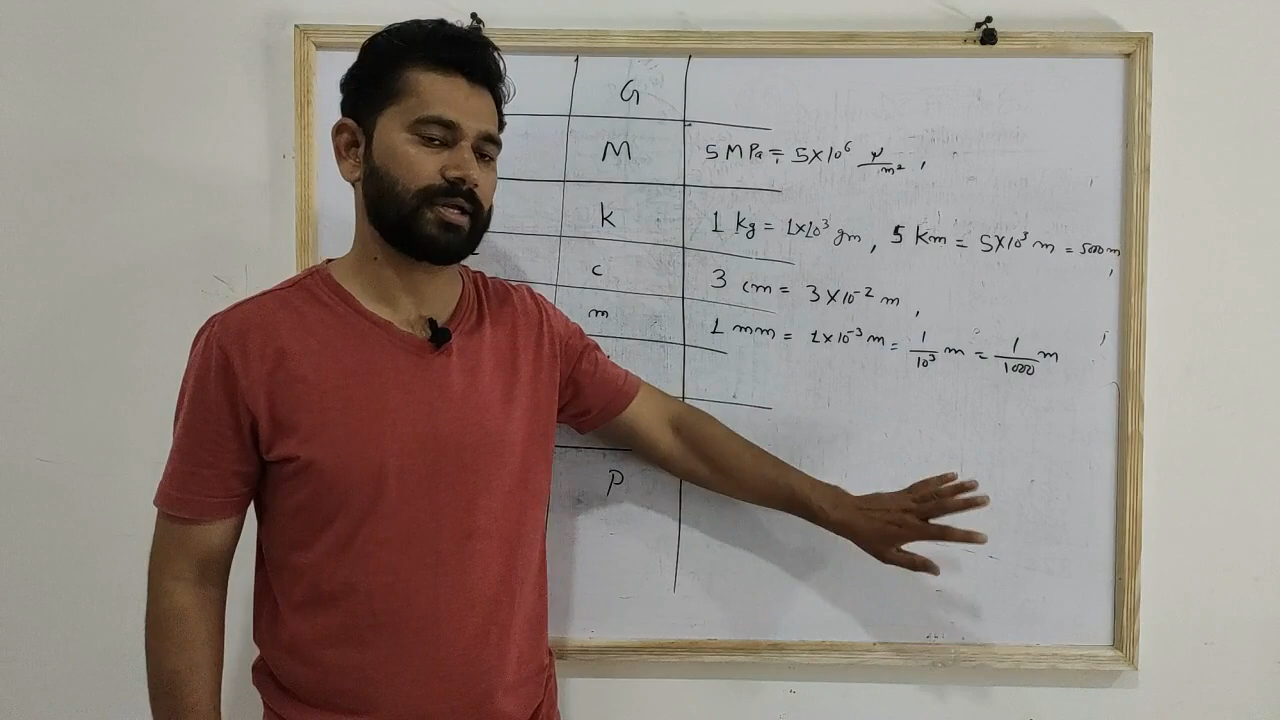 G
M 5 MPa = 5×10⁶ N/m²,
k 1 kg = 1×10³ gm, 5 km = 5×10³ m = 5000 m,
c 3 cm = 3×10⁻² m,
m 1 mm = 1×10⁻³ m = 1/10³ m = 1/1000 m
P